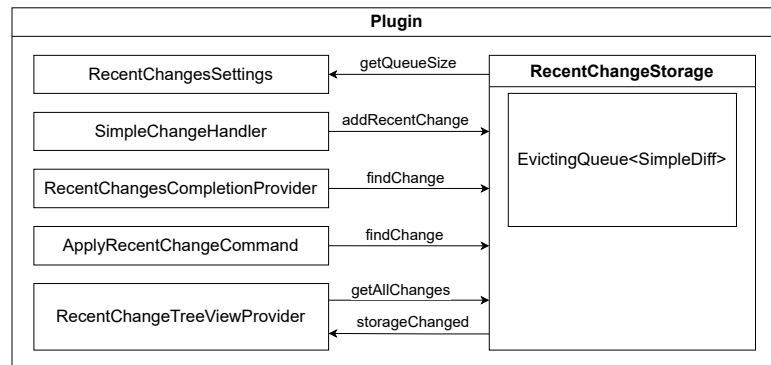 Plugin
RecentChangesSettings
getQueueSize
RecentChangeStorage
SimpleChangeHandler
addRecentChange
EvictingQueue<SimpleDiff>
RecentChangesCompletionProvider
findChange
ApplyRecentChangeCommand
findChange
RecentChangeTreeViewProvider
getAllChanges
storageChanged